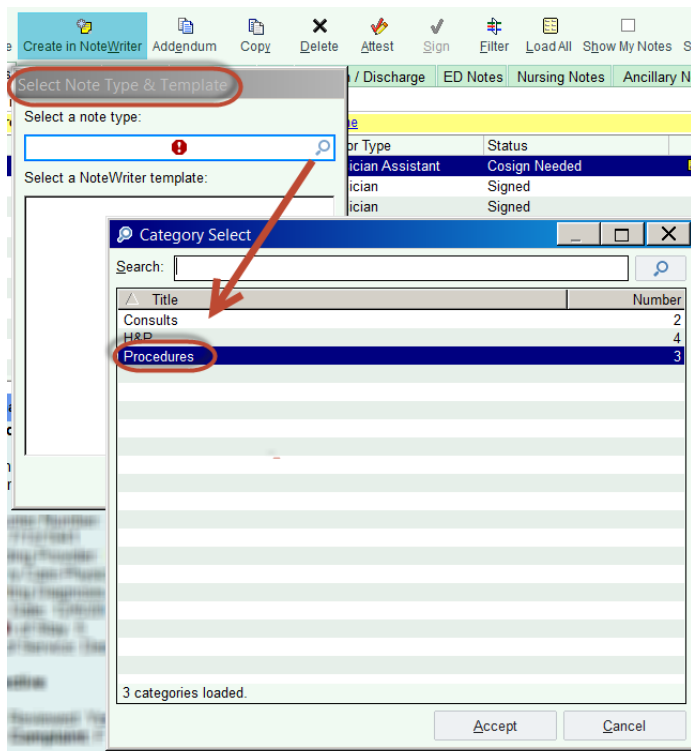 e Create in NoteWriter Addendum Copy Delete Attest Sign Filter Load All Show My Notes S
Select Note Type & Template
/ Discharge ED Notes Nursing Notes Ancillary N
Select a note type:
or Type Status
ician Assistant Cosign Needed
Select a NoteWriter template:
ician Signed
ician Signed
Category Select
Search:
Title Number
Consults 2
H&P 4
Procedures 3
3 categories loaded.
Accept Cancel